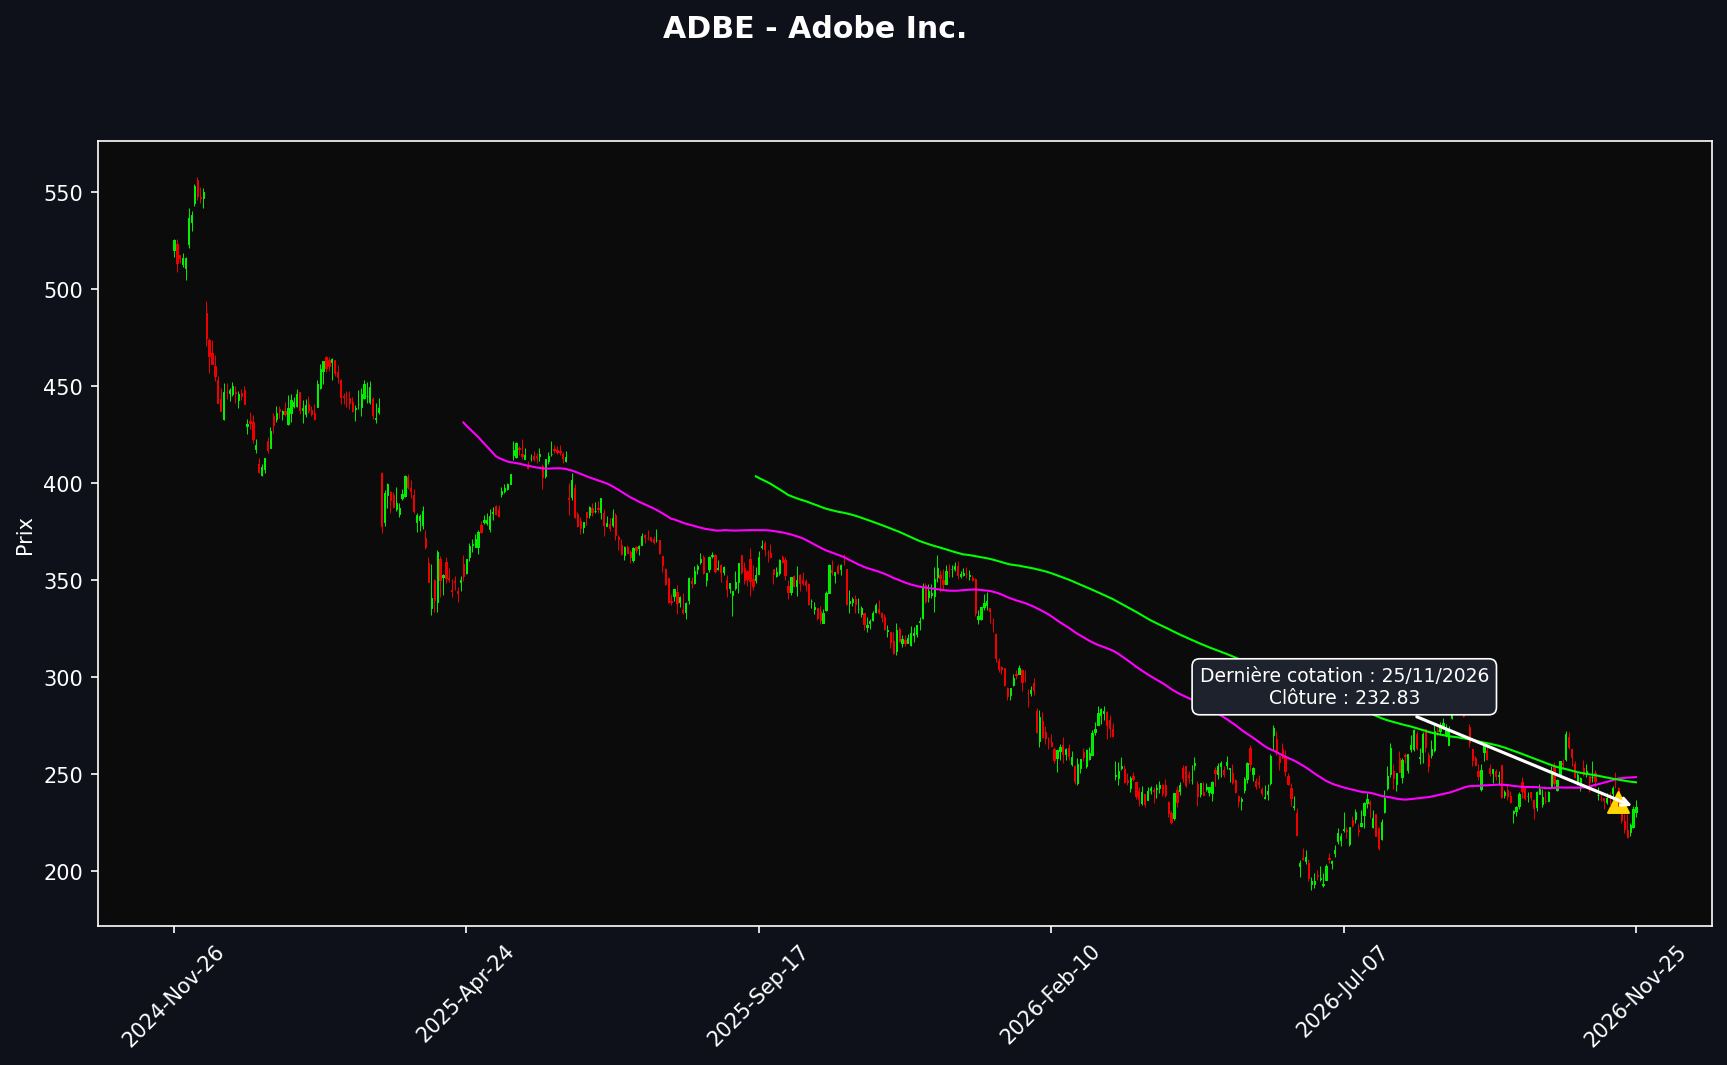 ADBE - Adobe Inc.
Prix
550
500
450
400
350
300
250
200
Dernière cotation : 25/11/2026
Clôture : 232.83
2024-Nov-26
2025-Apr-24
2025-Sep-17
2026-Feb-10
2026-Jul-07
2026-Nov-25